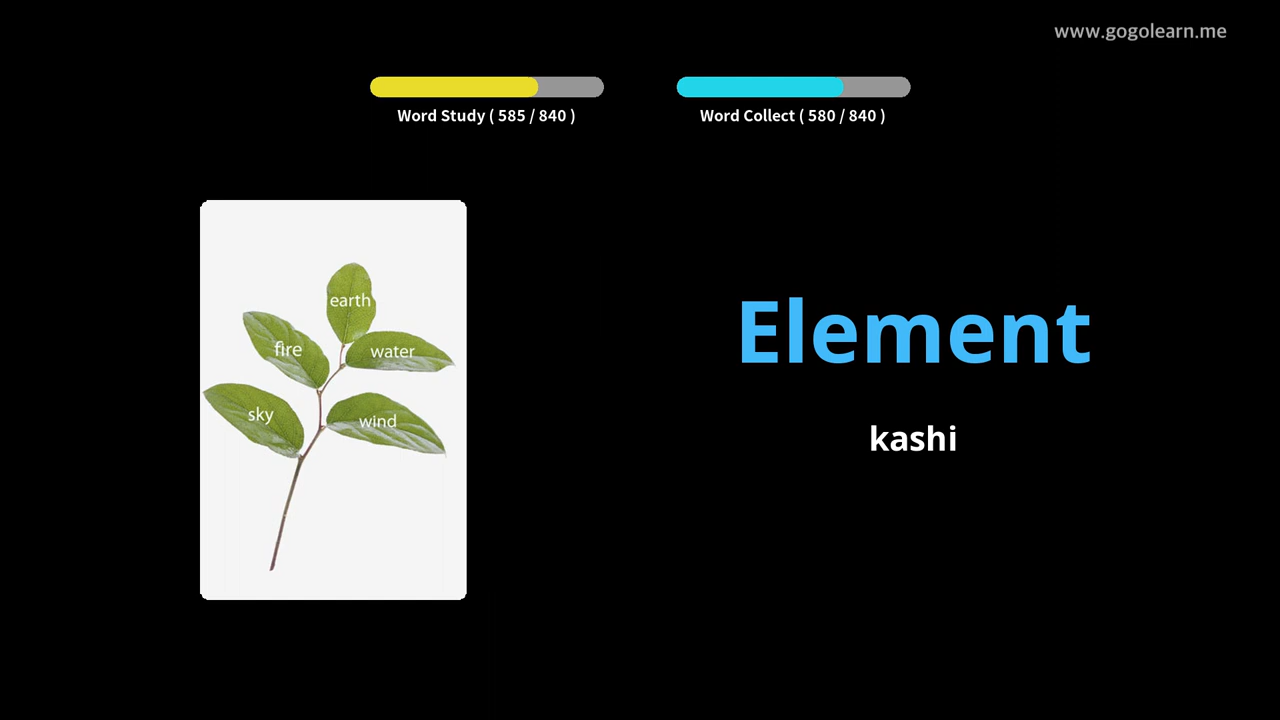 www.gogolearn.me
Word Study ( 585 / 840 )
Word Collect ( 580 / 840 )
earth
fire
water
sky
wind
Element
kashi